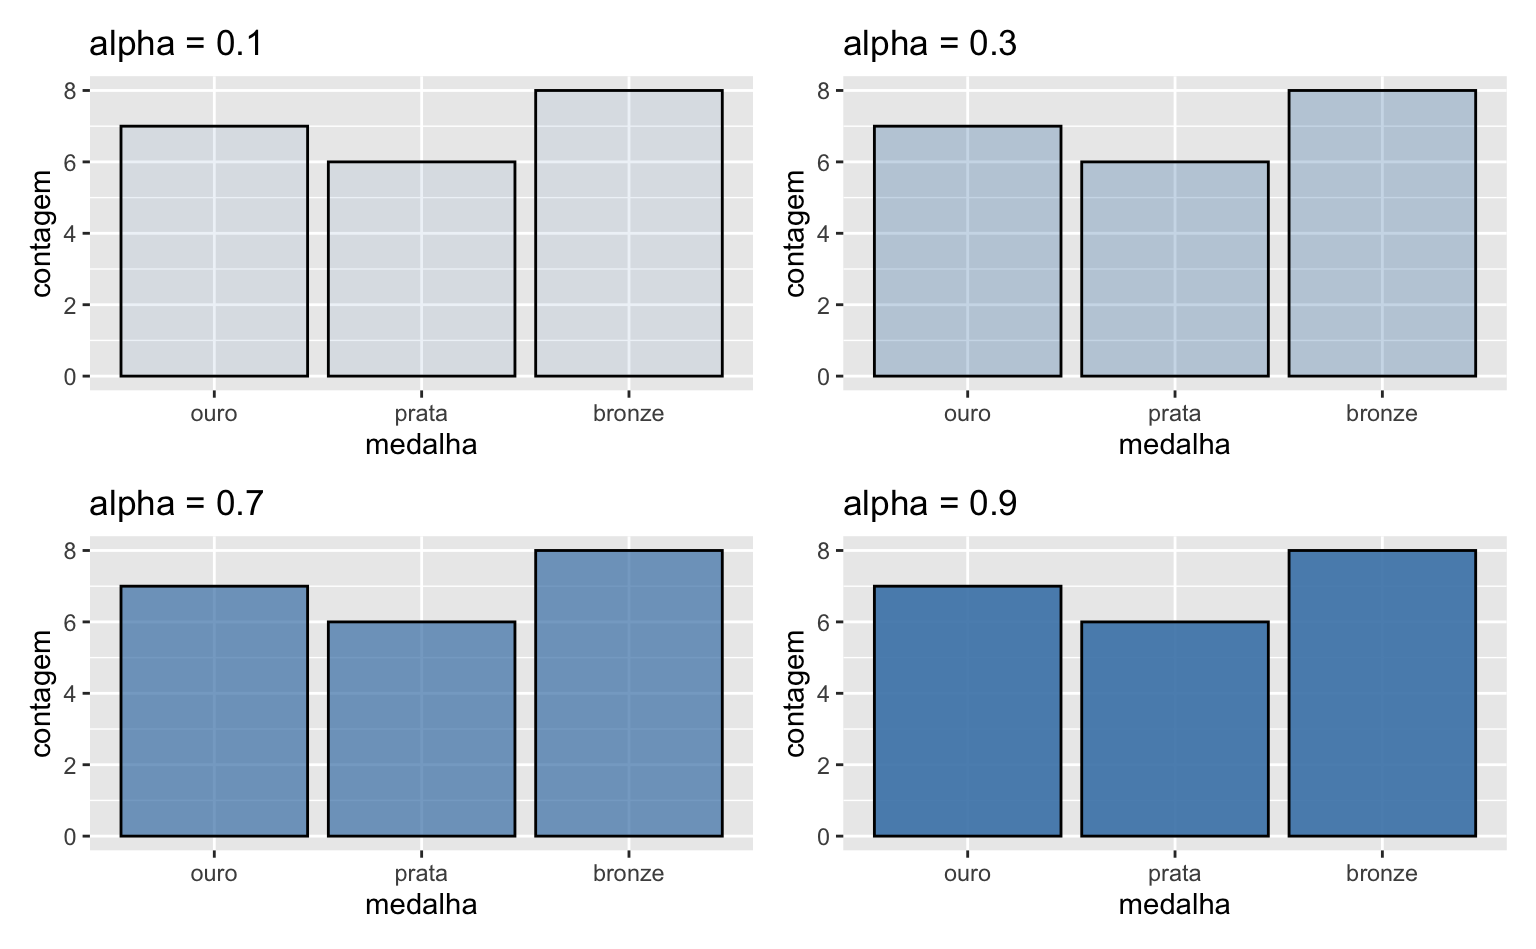 alpha = 0.1
8
6
4
2
0
contagem
ouro prata bronze
medalha
alpha = 0.3
8
6
4
2
0
contagem
ouro prata bronze
medalha
alpha = 0.7
8
6
4
2
0
contagem
ouro prata bronze
medalha
alpha = 0.9
8
6
4
2
0
contagem
ouro prata bronze
medalha